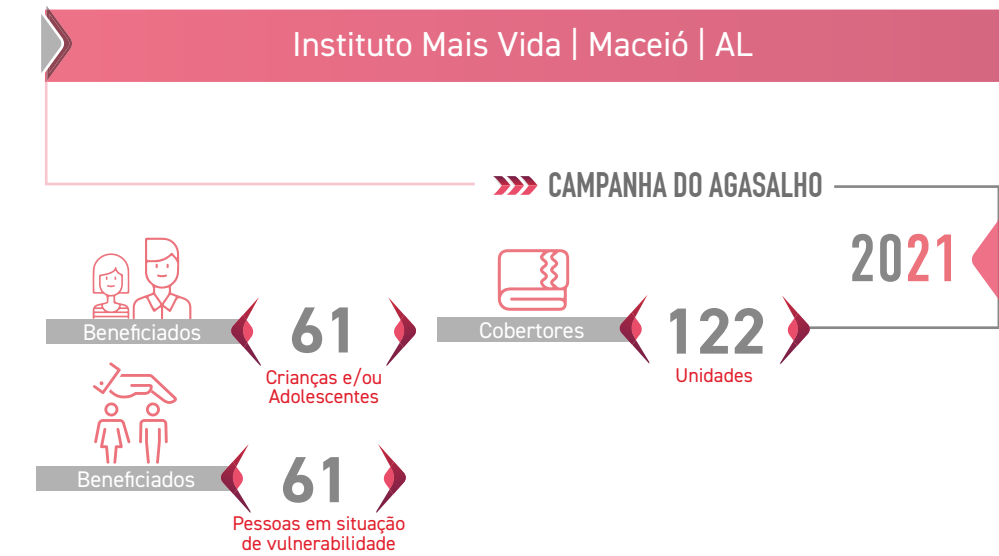 Instituto Mais Vida | Maceió | AL
CAMPANHA DO AGASALHO
2021
Beneficiados
61
Crianças e/ou
Adolescentes
Cobertores
122
Unidades
Beneficiados
61
Pessoas em situação
de vulnerabilidade